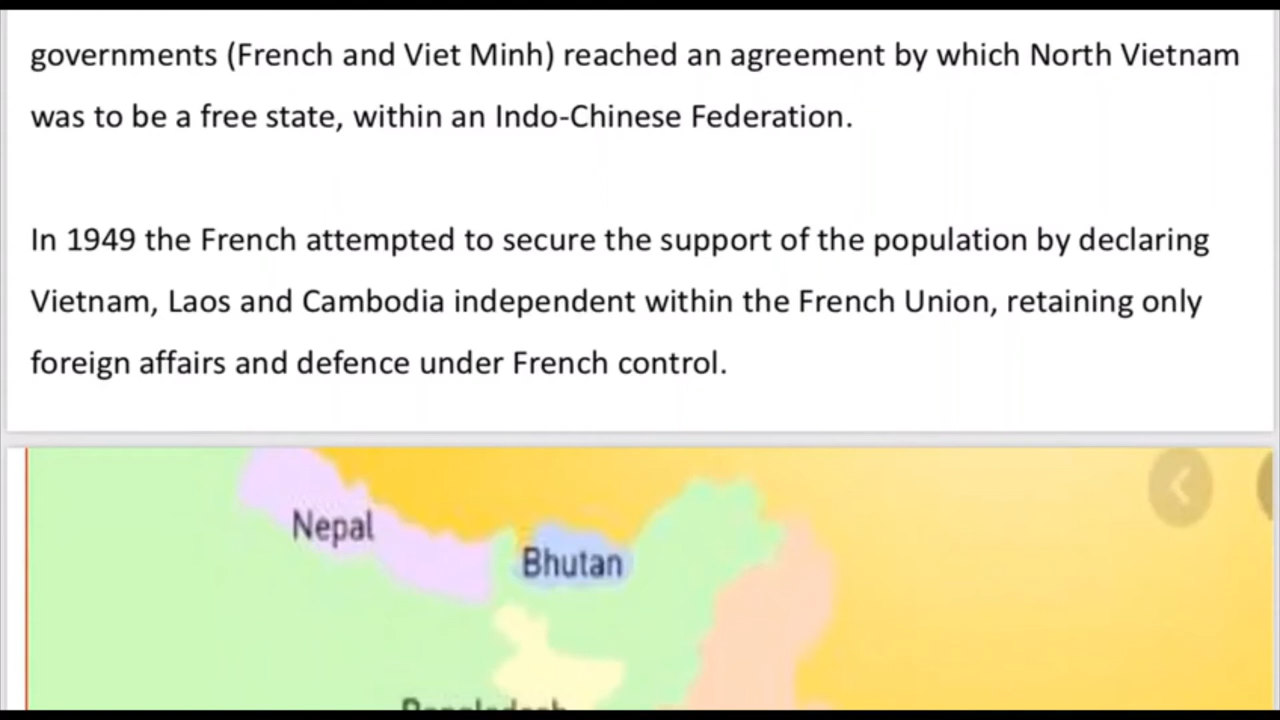 governments (French and Viet Minh) reached an agreement by which North Vietnam
was to be a free state, within an Indo-Chinese Federation.
In 1949 the French attempted to secure the support of the population by declaring
Vietnam, Laos and Cambodia independent within the French Union, retaining only
foreign affairs and defence under French control.
Nepal
Bhutan